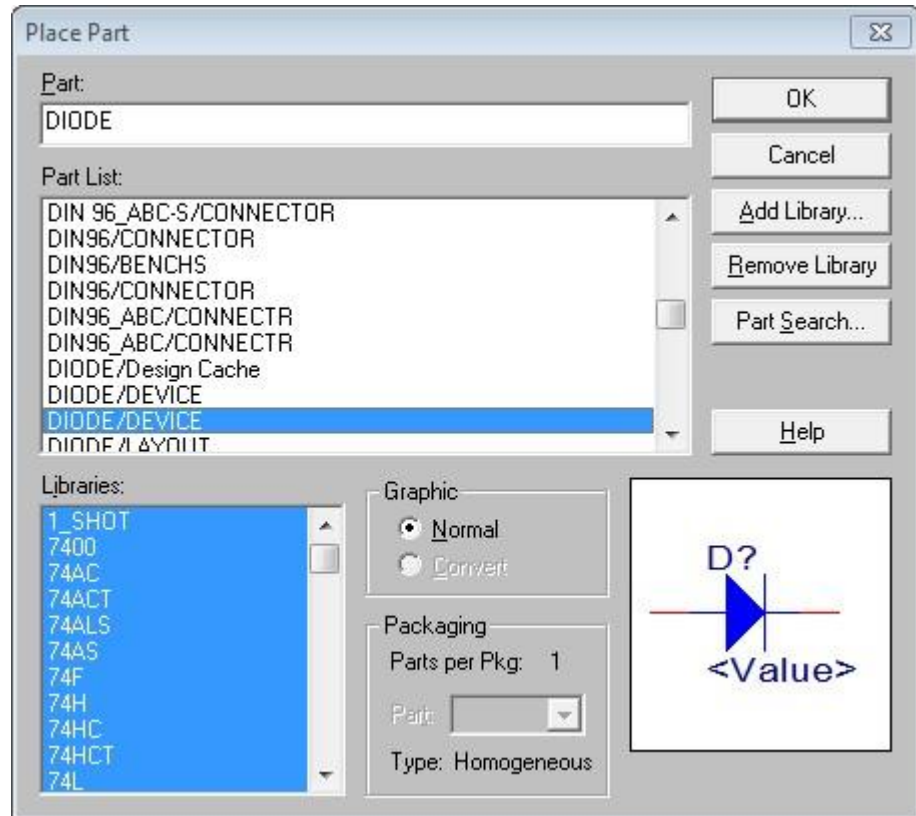 Place Part
Part:
DIODE
OK
Cancel
Part List:
DIN 96_ABC-S/CONNECTOR
DIN96/CONNECTOR
DIN96/BENCHS
DIN96/CONNECTOR
DIN96_ABC/CONNECTR
DIN96_ABC/CONNECTR
DIODE/Design Cache
DIODE/DEVICE
DIODE/DEVICE
DIODE/LAYOUT
Add Library...
Remove Library
Part Search...
Help
Libraries:
1_SHOT
7400
74AC
74ACT
74ALS
74AS
74F
74H
74HC
74HCT
74L
Graphic
Normal
Convert
Packaging
Parts per Pkg: 1
Part:
Type: Homogeneous
D?
<Value>